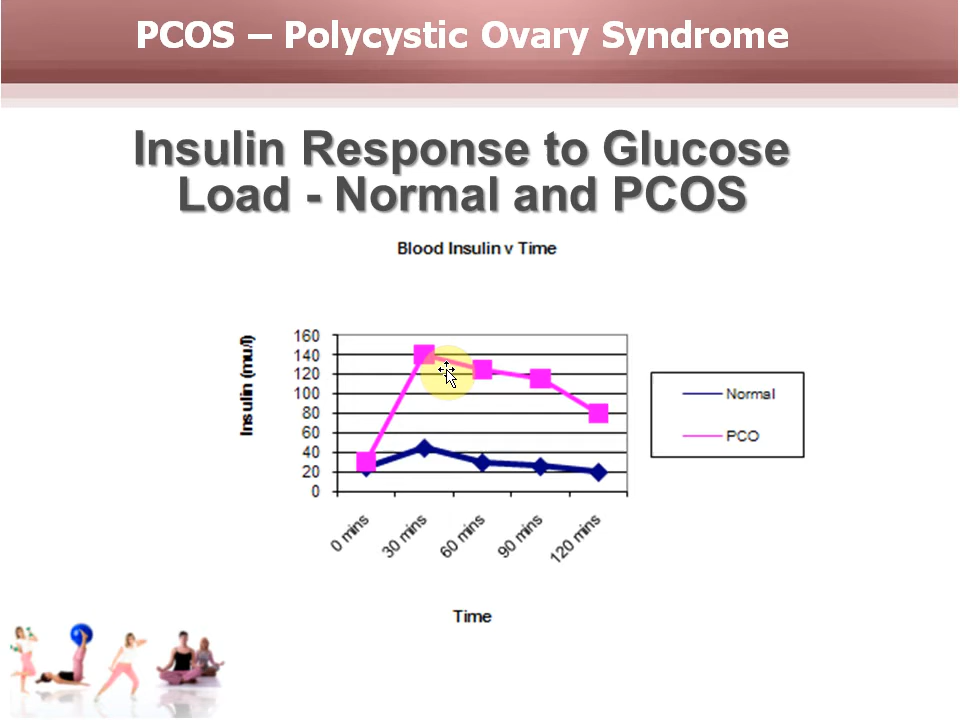 PCOS – Polycystic Ovary Syndrome
Insulin Response to Glucose
Load - Normal and PCOS
Blood Insulin v Time
Insulin (mu/l)
160
140
120
100
80
60
40
20
0
0 mins
30 mins
60 mins
90 mins
120 mins
Time
Normal
PCO